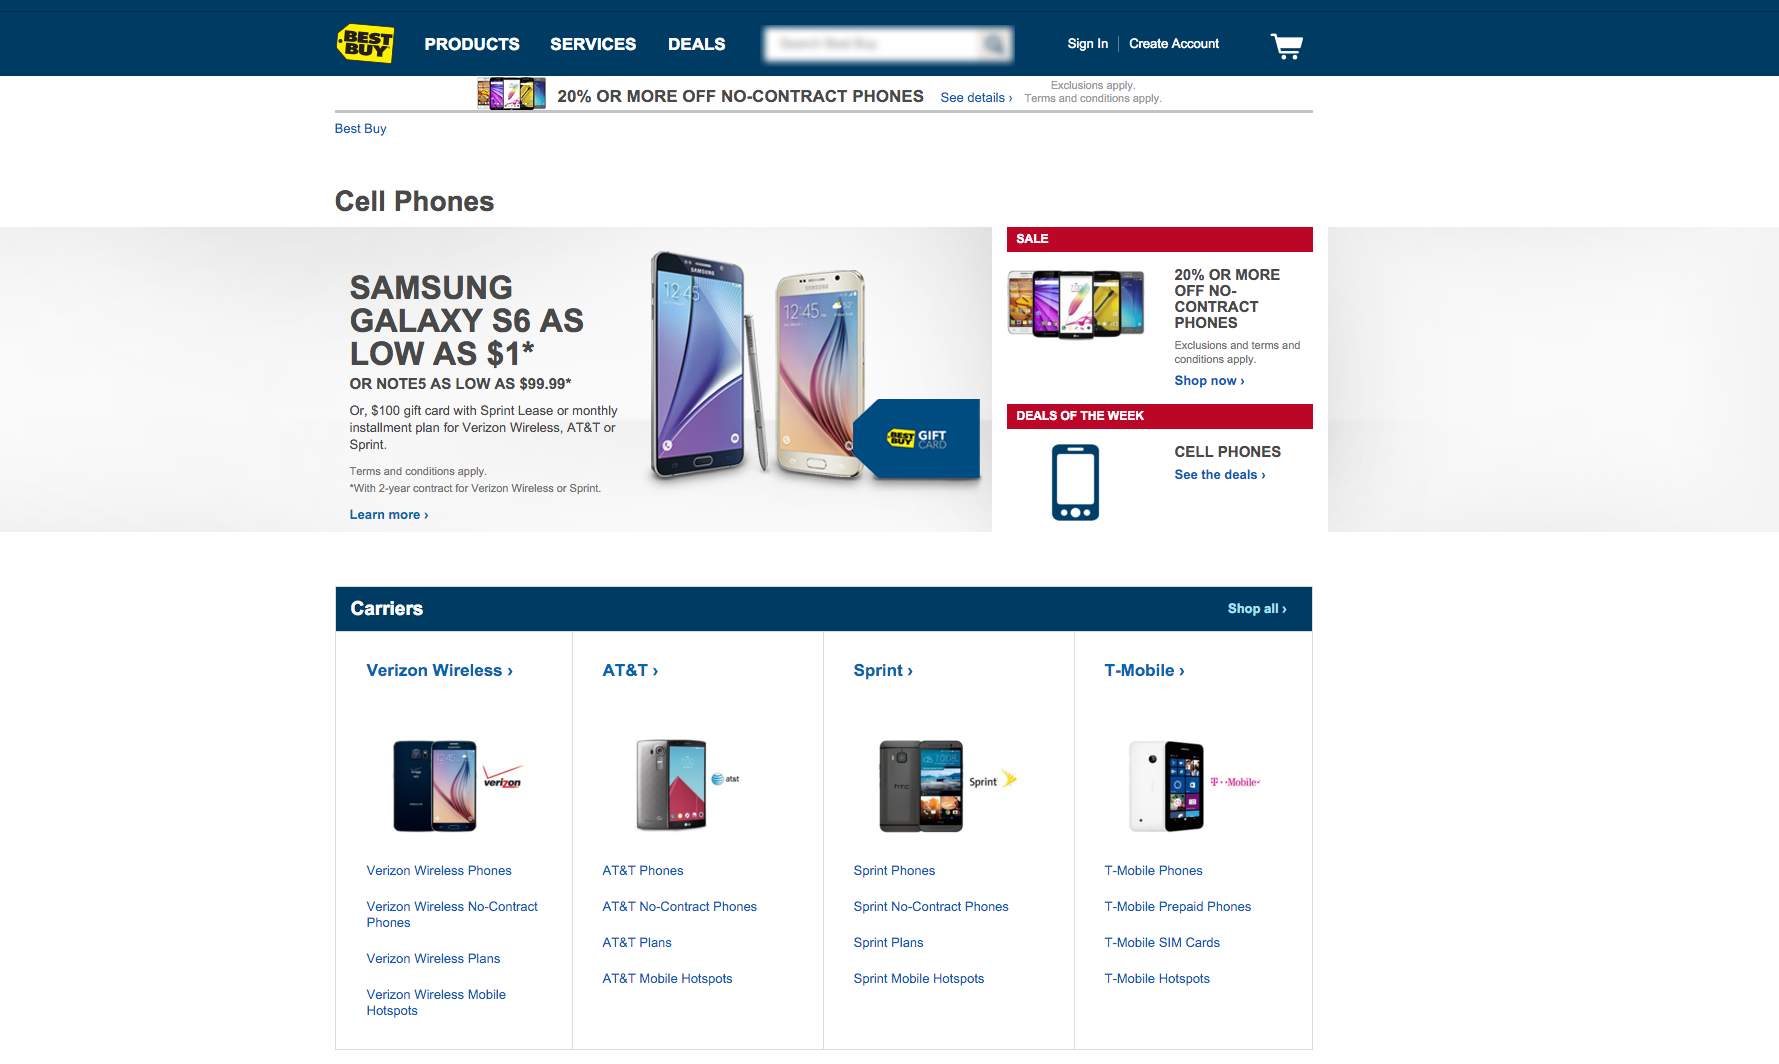 BEST BUY
PRODUCTS SERVICES DEALS
Sign In Create Account
20% OR MORE OFF NO-CONTRACT PHONES See details › Exclusions apply.
Terms and conditions apply.
Best Buy
Cell Phones
SAMSUNG
GALAXY S6 AS
LOW AS $1*
OR NOTE5 AS LOW AS $99.99*
Or, $100 gift card with Sprint Lease or monthly
installment plan for Verizon Wireless, AT&T or
Sprint.
Terms and conditions apply.
*With 2-year contract for Verizon Wireless or Sprint.
Learn more ›
SAMSUNG
12:45
SAMSUNG
12:45
BEST BUY GIFT CARD
SALE
20% OR MORE
OFF NO-
CONTRACT
PHONES
Exclusions and terms and
conditions apply.
Shop now ›
DEALS OF THE WEEK
CELL PHONES
See the deals ›
Carriers Shop all ›
Verizon Wireless ›
verizon
Verizon Wireless Phones
Verizon Wireless No-Contract
Phones
Verizon Wireless Plans
Verizon Wireless Mobile
Hotspots
AT&T ›
at&t
AT&T Phones
AT&T No-Contract Phones
AT&T Plans
AT&T Mobile Hotspots
Sprint ›
hTC
Sprint
Sprint Phones
Sprint No-Contract Phones
Sprint Plans
Sprint Mobile Hotspots
T-Mobile ›
T··Mobile·
T-Mobile Phones
T-Mobile Prepaid Phones
T-Mobile SIM Cards
T-Mobile Hotspots